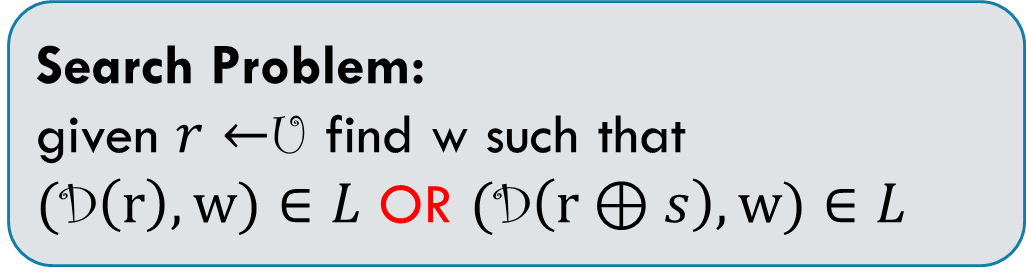 Search Problem:
given 𝑟 ←𝒰 find w such that
(𝒟(r), w) ∈ 𝐿 OR (𝒟(r ⊕ 𝑠), w) ∈ 𝐿